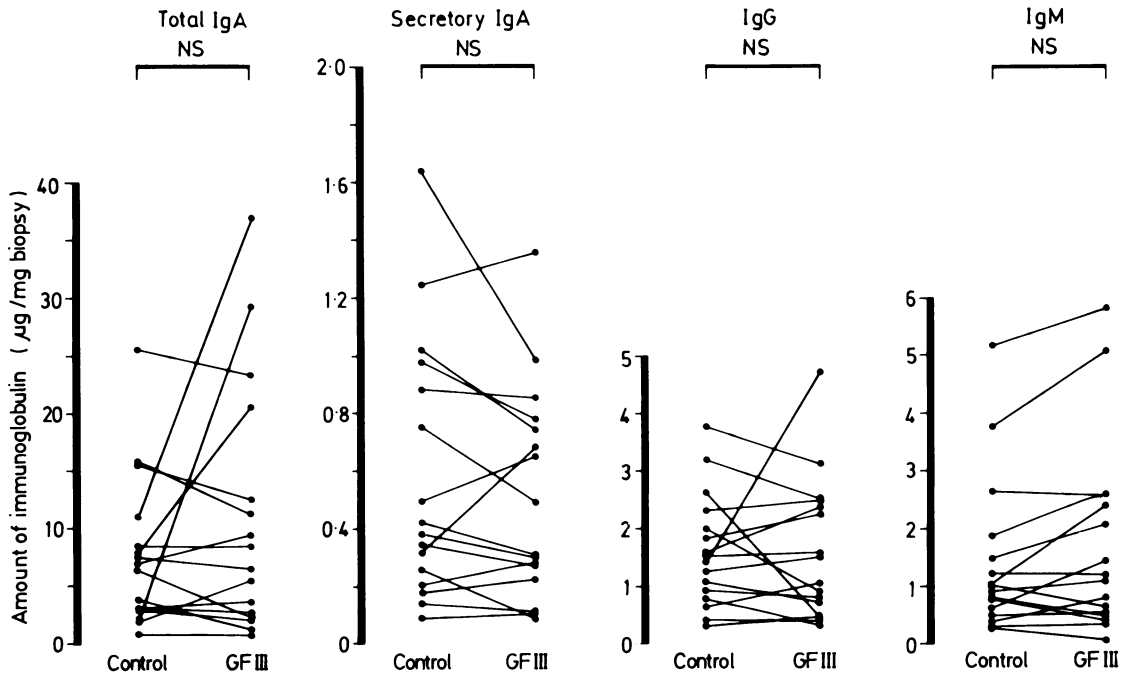 Total IgA
NS
Secretory IgA
NS
IgG
NS
IgM
NS
Amount of immunoglobulin (µg/mg biopsy)
40
30
20
10
0
Control
GF III
2·0
1·6
1·2
0·8
0·4
0
Control
GF III
5
4
3
2
1
0
Control
GF III
6
5
4
3
2
1
0
Control
GF III